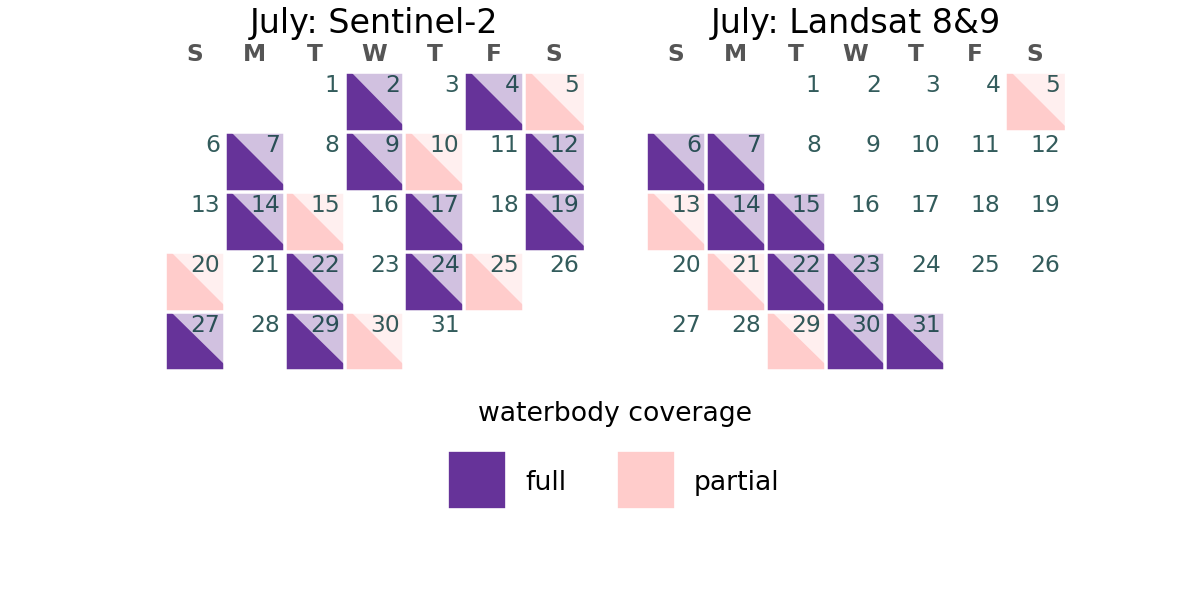 July: Sentinel-2
S M T W T F S
1 2 3 4 5
6 7 8 9 10 11 12
13 14 15 16 17 18 19
20 21 22 23 24 25 26
27 28 29 30 31
July: Landsat 8&9
S M T W T F S
1 2 3 4 5
6 7 8 9 10 11 12
13 14 15 16 17 18 19
20 21 22 23 24 25 26
27 28 29 30 31
waterbody coverage
full partial